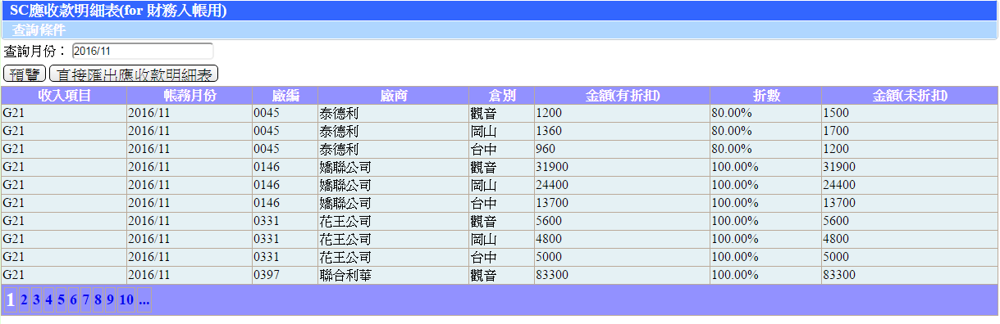 SC應收款明細表(for 財務入帳用)
查詢條件
查詢月份： 2016/11
預覽 直接匯出應收款明細表
收入項目 帳務月份 廠編 廠商 倉別 金額(有折扣) 折數 金額(未折扣)
G21 2016/11 0045 泰德利 觀音 1200 80.00% 1500
G21 2016/11 0045 泰德利 岡山 1360 80.00% 1700
G21 2016/11 0045 泰德利 台中 960 80.00% 1200
G21 2016/11 0146 嬌聯公司 觀音 31900 100.00% 31900
G21 2016/11 0146 嬌聯公司 岡山 24400 100.00% 24400
G21 2016/11 0146 嬌聯公司 台中 13700 100.00% 13700
G21 2016/11 0331 花王公司 觀音 5600 100.00% 5600
G21 2016/11 0331 花王公司 岡山 4800 100.00% 4800
G21 2016/11 0331 花王公司 台中 5000 100.00% 5000
G21 2016/11 0397 聯合利華 觀音 83300 100.00% 83300
1 2 3 4 5 6 7 8 9 10 ...